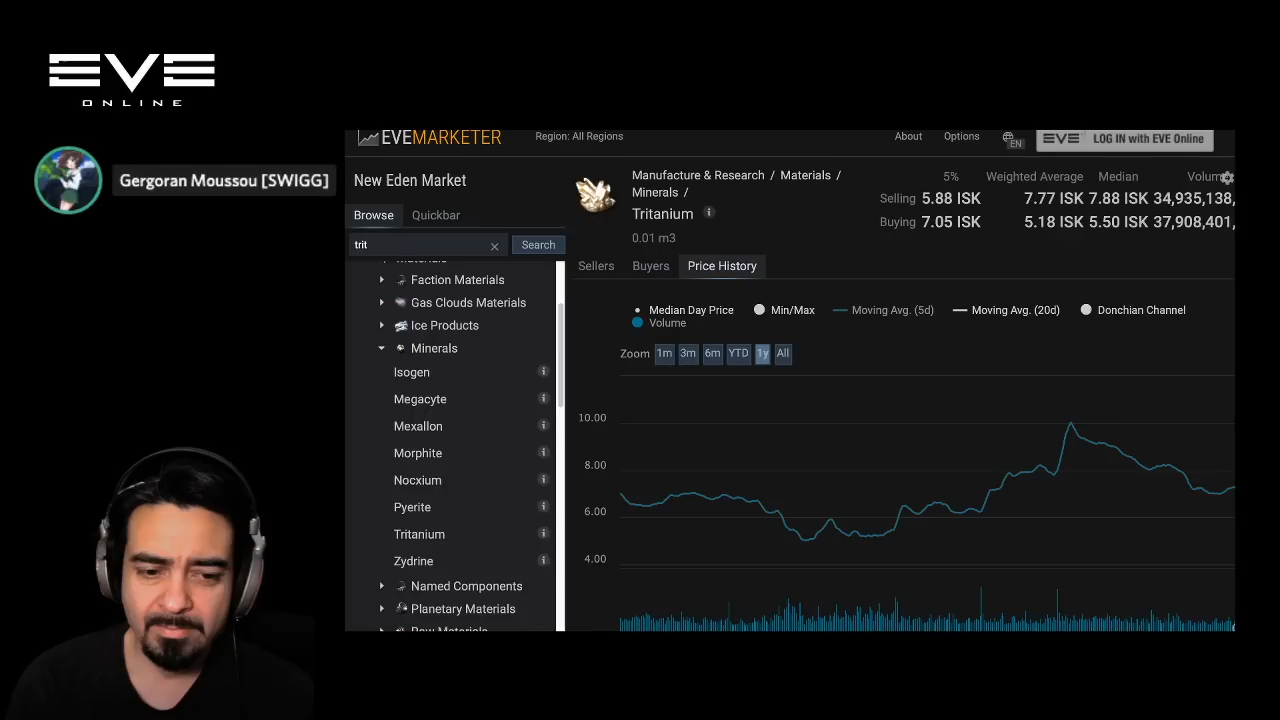 EVE
ONLINE
Gergoran Moussou [SWIGG]
EVEMARKETER
Region: All Regions
About
Options
EN
EVE
LOG IN with EVE Online
New Eden Market
Browse
Quickbar
trit
Search
Faction Materials
Gas Clouds Materials
Ice Products
Minerals
Isogen
Megacyte
Mexallon
Morphite
Nocxium
Pyerite
Tritanium
Zydrine
Named Components
Planetary Materials
Manufacture & Research / Materials /
Minerals /
Tritanium
0.01 m3
5% Weighted Average Median
Selling 5.88 ISK 7.77 ISK 7.88 ISK 34,935,138,
Buying 7.05 ISK 5.18 ISK 5.50 ISK 37,908,401,
Sellers
Buyers
Price History
Median Day Price
Min/Max
Moving Avg. (5d)
Moving Avg. (20d)
Donchian Channel
Volume
Zoom 1m 3m 6m YTD 1y All
10.00
8.00
6.00
4.00